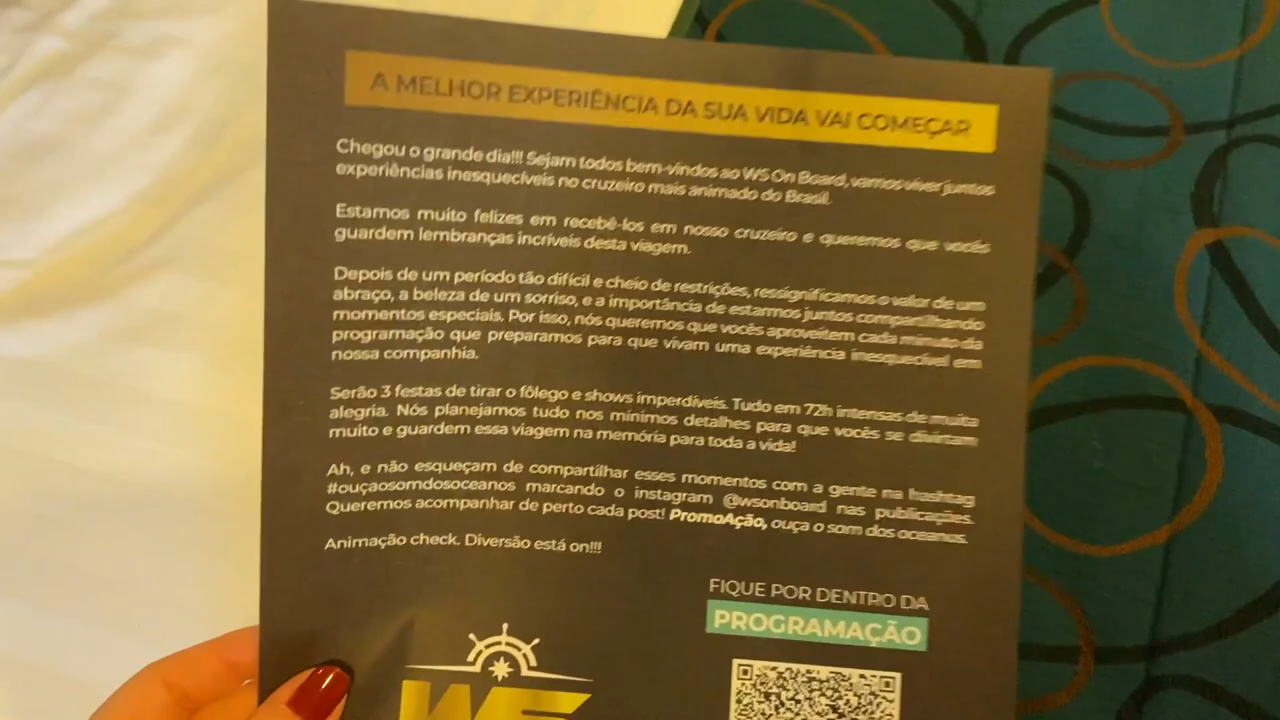 A MELHOR EXPERIÊNCIA DA SUA VIDA VAI COMEÇAR
Chegou o grande dia!!! Sejam todos bem-vindos ao WS On Board, vamos viver juntos
experiências inesquecíveis no cruzeiro mais animado do Brasil.
Estamos muito felizes em recebê-los em nosso cruzeiro e queremos que vocês
guardem lembranças incríveis desta viagem.
Depois de um período tão difícil e cheio de restrições, ressignificamos o valor de um
abraço, a beleza de um sorriso, e a importância de estarmos juntos compartilhando
momentos especiais. Por isso, nós queremos que vocês aproveitem cada minuto da
programação que preparamos para que vivam uma experiência inesquecível em
nossa companhia.
Serão 3 festas de tirar o fôlego e shows imperdíveis. Tudo em 72h intensas de muita
alegria. Nós planejamos tudo nos mínimos detalhes para que vocês se divirtam
muito e guardem essa viagem na memória para toda a vida!
Ah, e não esqueçam de compartilhar esses momentos com a gente na hashtag
#ouçaosomdosoceanos marcando o instagram @wsonboard nas publicações.
Queremos acompanhar de perto cada post! PromoAção, ouça o som dos oceanos.
Animação check. Diversão está on!!!
FIQUE POR DENTRO DA
PROGRAMAÇÃO
WS